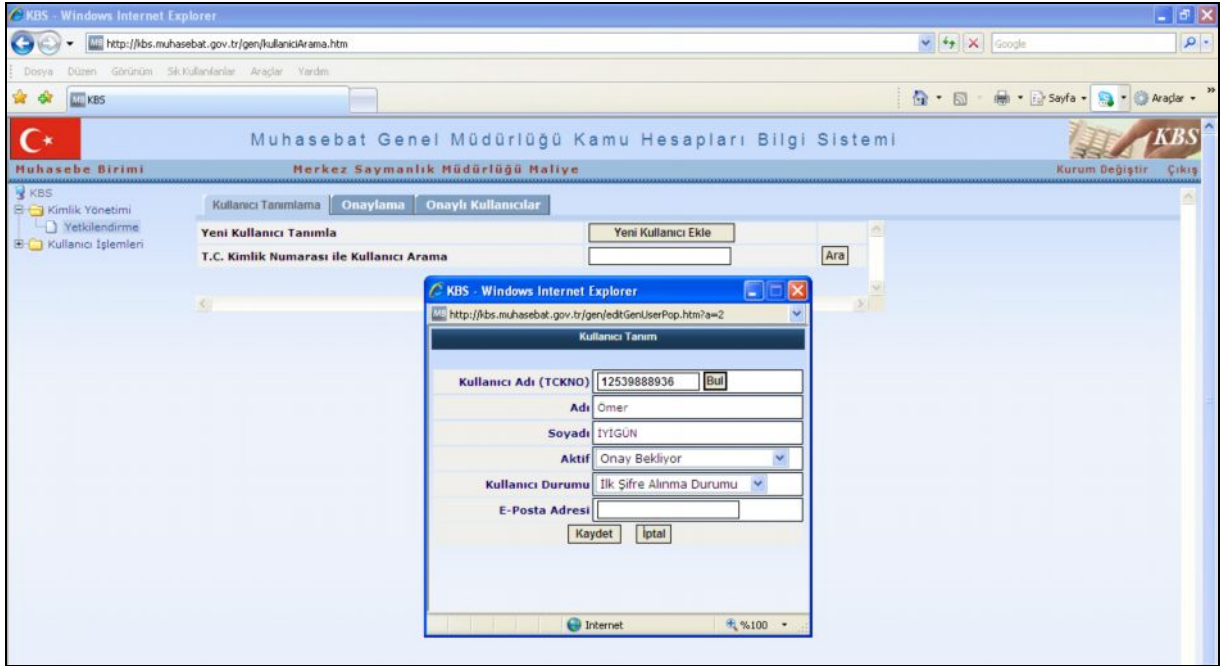 KBS - Windows Internet Explorer
http://kbs.muhasebat.gov.tr/gen/kullaniciArama.htm
Google
Dosya Düzen Görünüm Sık Kullanılanlar Araçlar Yardım
KBS
Sayfa
Araçlar
Muhasebat Genel Müdürlüğü Kamu Hesapları Bilgi Sistemi
KBS
Muhasebe Birimi
Merkez Saymanlık Müdürlüğü Maliye
Kurum Değiştir Çıkış
KBS
Kimlik Yönetimi
Yetkilendirme
Kullanıcı İşlemleri
Kullanıcı Tanımlama Onaylama Onaylı Kullanıcılar
Yeni Kullanıcı Tanımla Yeni Kullanıcı Ekle
T.C. Kimlik Numarası ile Kullanıcı Arama Ara
KBS - Windows Internet Explorer
http://kbs.muhasebat.gov.tr/gen/editGenUserPop.htm?a=2
Kullanıcı Tanım
Kullanıcı Adı (TCKNO) 12539888936 Bul
Adı Ömer
Soyadı İYİGÜN
Aktif Onay Bekliyor
Kullanıcı Durumu İlk Şifre Alınma Durumu
E-Posta Adresi
Kaydet İptal
Internet %100